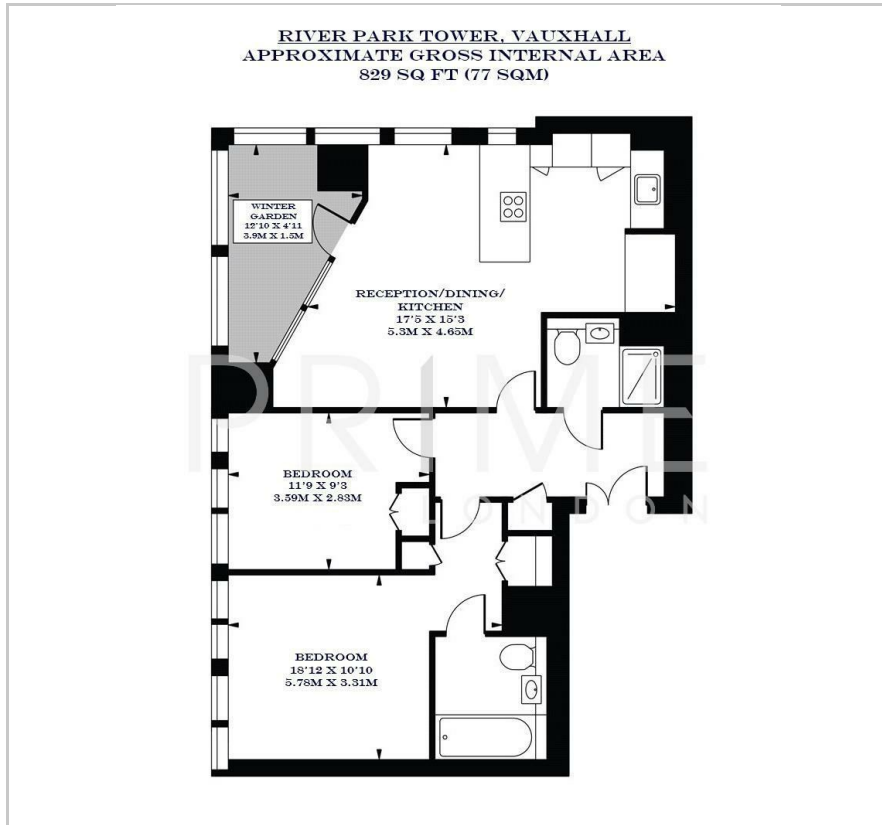 RIVER PARK TOWER, VAUXHALL
APPROXIMATE GROSS INTERNAL AREA
829 SQ FT (77 SQM)
WINTER
GARDEN
12'10 X 4'11
3.9M X 1.5M
RECEPTION/DINING/
KITCHEN
17'5 X 15'3
5.3M X 4.65M
PRIME
LONDON
BEDROOM
11'9 X 9'3
3.59M X 2.83M
BEDROOM
18'12 X 10'10
5.78M X 3.31M